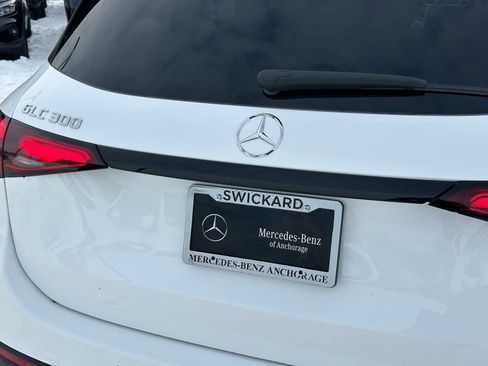 GLC 300
SWICKARD
Mercedes-Benz
of Anchorage
MERCEDES-BENZ ANCHORAGE